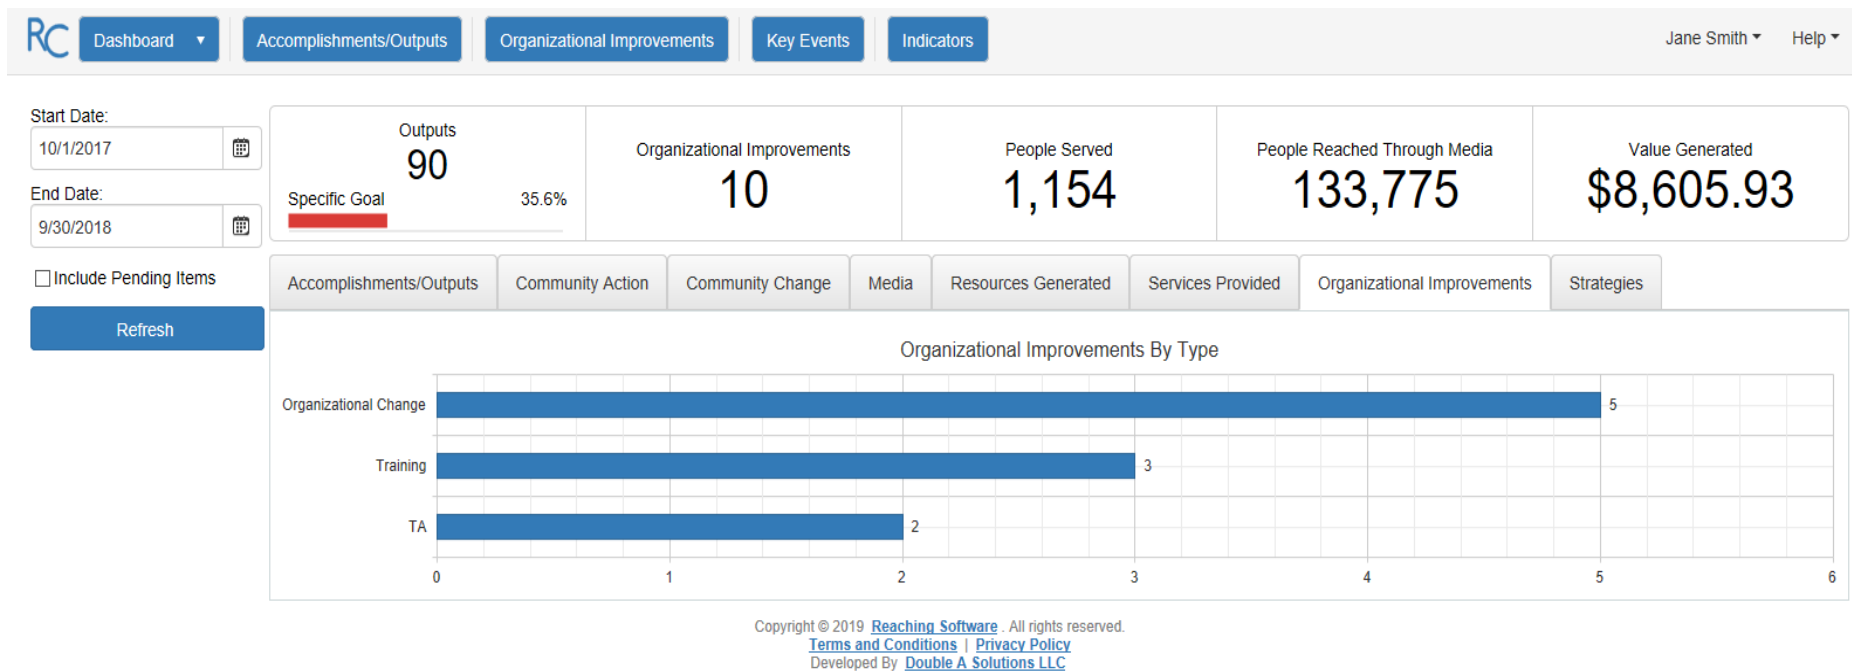 RC Dashboard ▼ Accomplishments/Outputs Organizational Improvements Key Events Indicators Jane Smith ▾ Help ▾
Start Date:
10/1/2017
End Date:
9/30/2018
Include Pending Items
Refresh
Outputs
90
Specific Goal 35.6%
Organizational Improvements
10
People Served
1,154
People Reached Through Media
133,775
Value Generated
$8,605.93
Accomplishments/Outputs Community Action Community Change Media Resources Generated Services Provided Organizational Improvements Strategies
Organizational Improvements By Type
Organizational Change 5
Training 3
TA 2
0 1 2 3 4 5 6
Copyright © 2019 Reaching Software . All rights reserved.
Terms and Conditions | Privacy Policy
Developed By Double A Solutions LLC